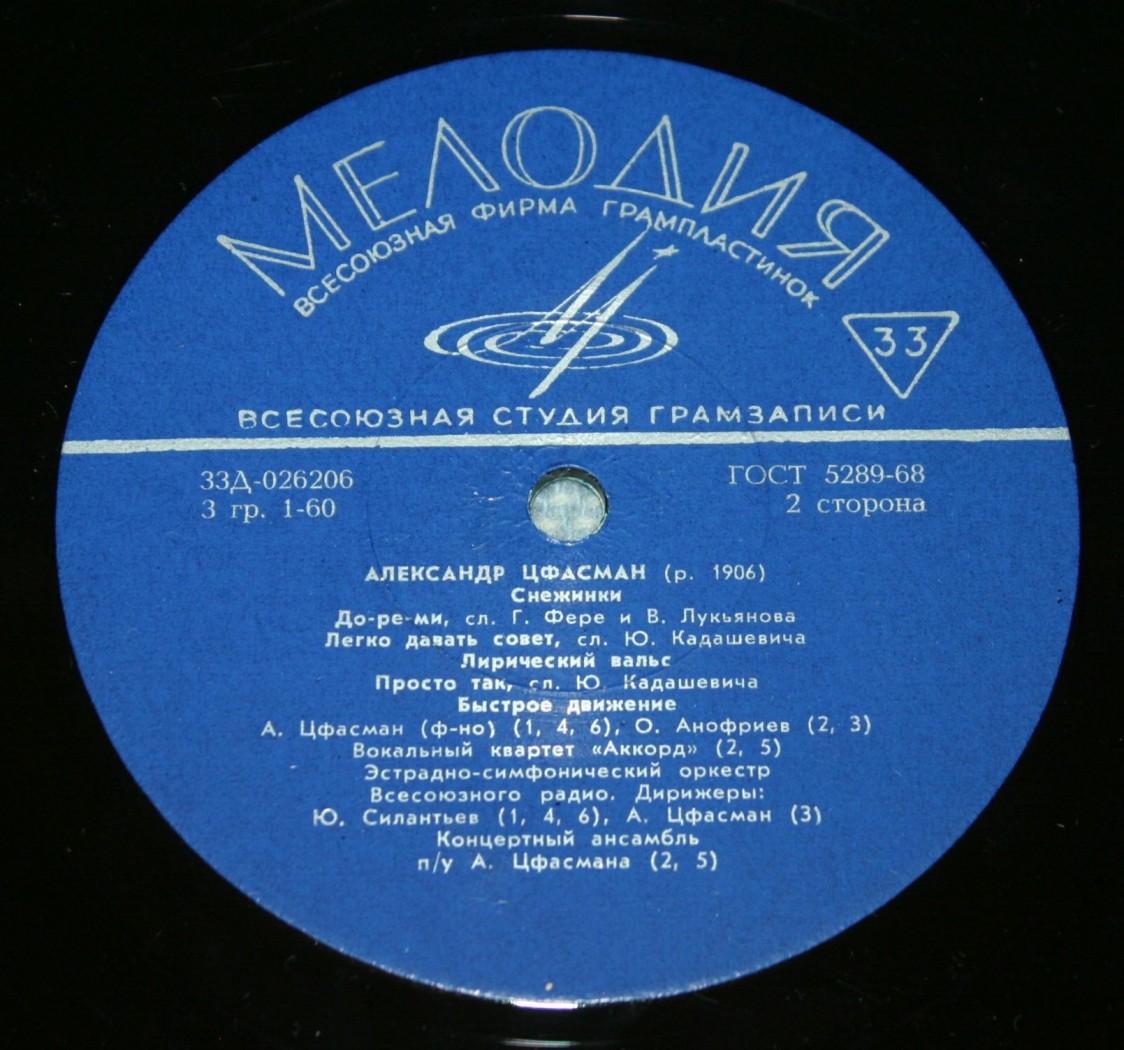 МЕЛОДИЯ
ВСЕСОЮЗНАЯ ФИРМА ГРАМПЛАСТИНОК
33
ВСЕСОЮЗНАЯ СТУДИЯ ГРАМЗАПИСИ
33Д-026206
ГОСТ 5289-68
3 гр. 1-60
2 сторона
АЛЕКСАНДР ЦФАСМАН (р. 1906)
Снежинки
До-ре-ми, сл. Г. Фере и В. Лукьянова
Легко давать совет, сл. Ю. Кадашевича
Лирический вальс
Просто так, сл. Ю. Кадашевича
Быстрое движение
А. Цфасман (ф-но) (1, 4, 6), О. Анофриев (2, 3)
Вокальный квартет «Аккорд» (2, 5)
Эстрадно-симфонический оркестр
Всесоюзного радио. Дирижеры:
Ю. Силантьев (1, 4, 6), А. Цфасман (3)
Концертный ансамбль
п/у А. Цфасмана (2, 5)